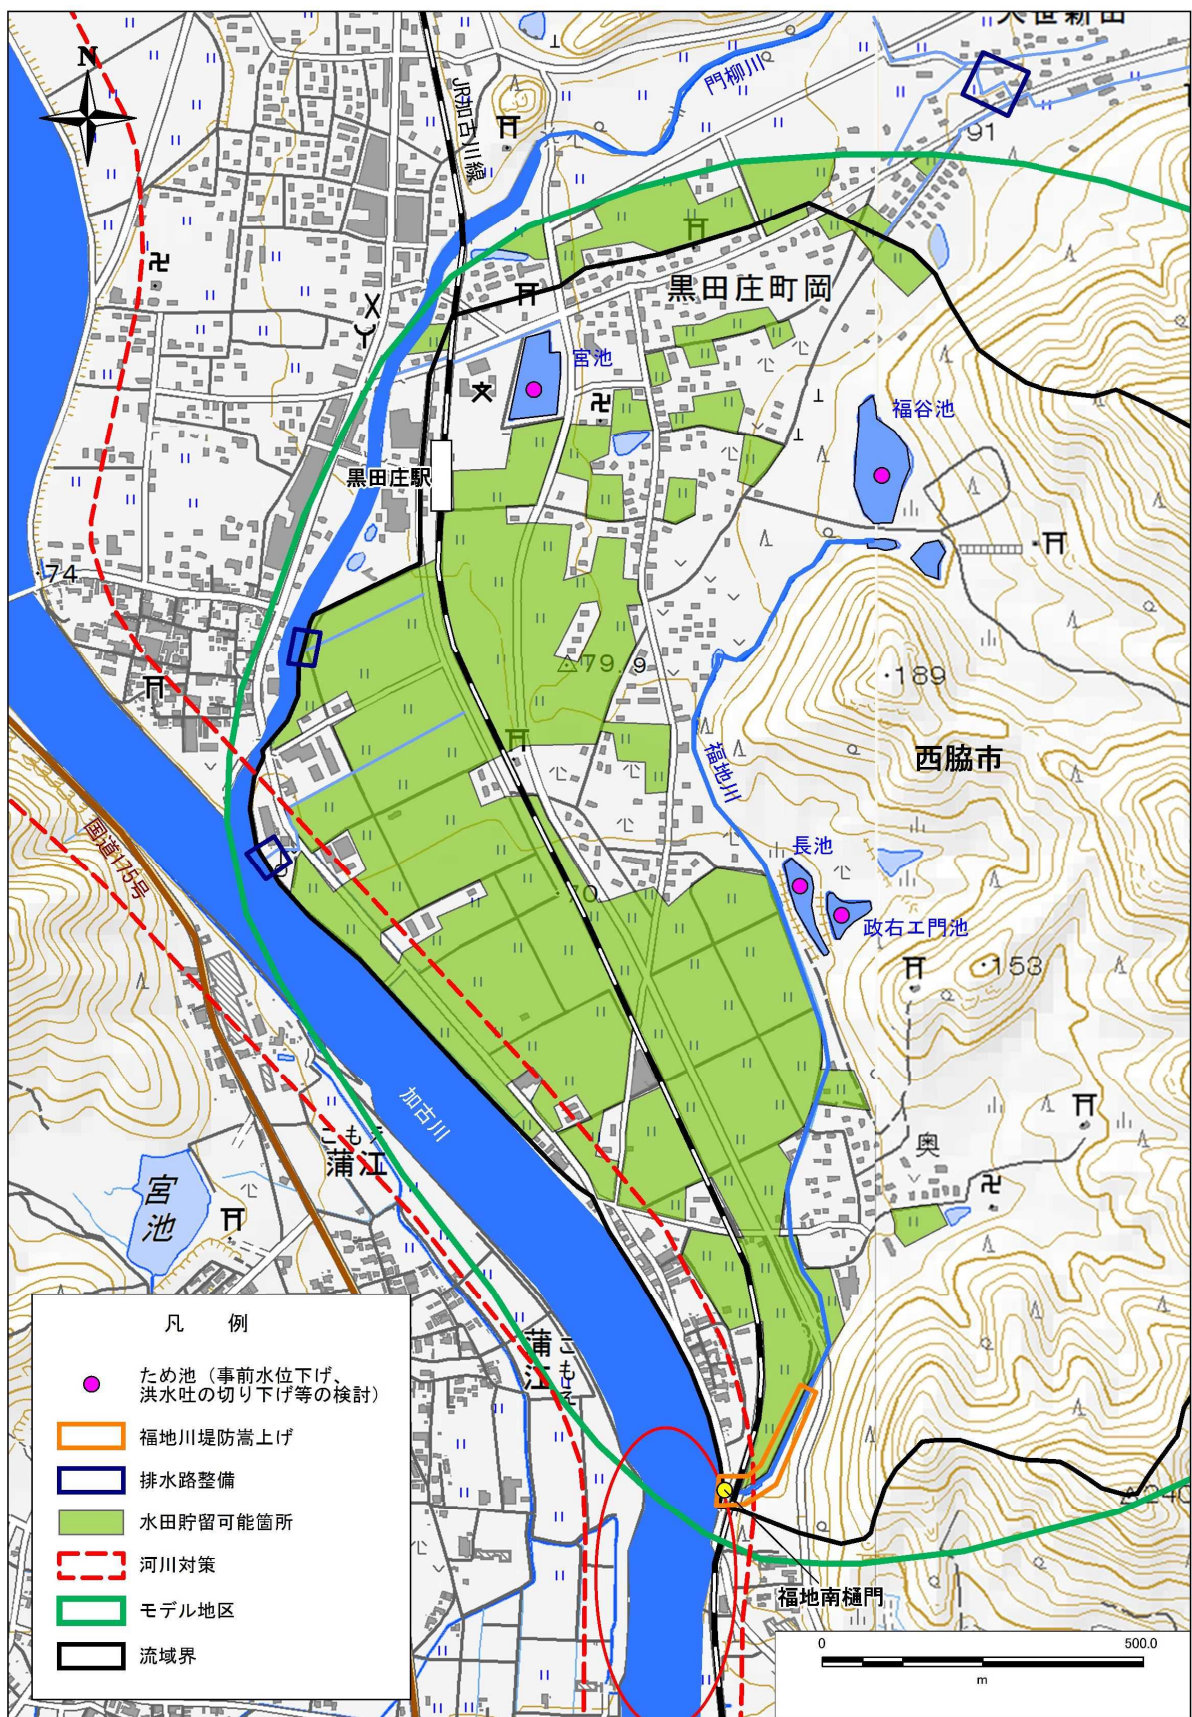 N
JR加古川線
門柳川
91
黒田庄町岡
宮池
福谷池
黒田庄駅
74
79.9
189
西脇市
福地川
国道175号
長池
政右エ門池
70
153
加古川
こもえ
蒲江
奥
宮池
蒲江
こもえ
凡 例
ため池（事前水位下げ、
洪水吐の切り下げ等の検討）
福地川堤防嵩上げ
排水路整備
水田貯留可能箇所
河川対策
モデル地区
流域界
福地南樋門
0 500.0
m